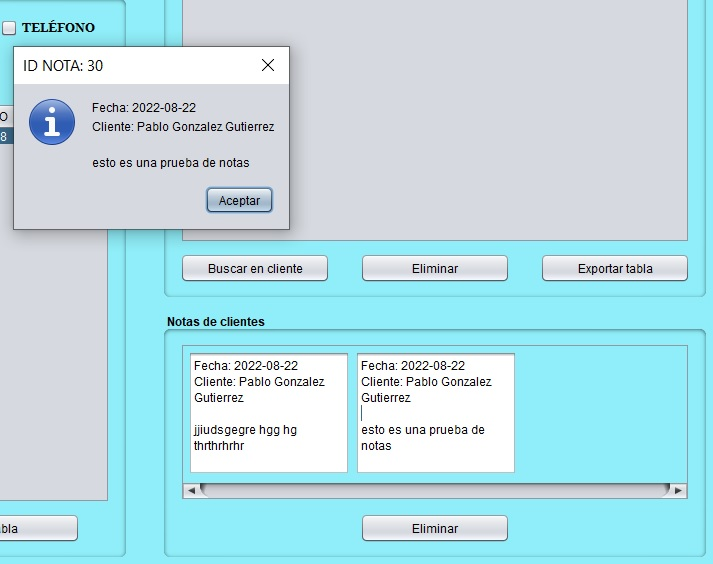 TELÉFONO
ID NOTA: 30
Fecha: 2022-08-22
Cliente: Pablo Gonzalez Gutierrez
esto es una prueba de notas
Aceptar
O
8
Buscar en cliente
Eliminar
Exportar tabla
Notas de clientes
Fecha: 2022-08-22
Cliente: Pablo Gonzalez
Gutierrez
jjiudsgegre hgg hg
thrthrhrhr
Fecha: 2022-08-22
Cliente: Pablo Gonzalez
Gutierrez
esto es una prueba de
notas
abla
Eliminar